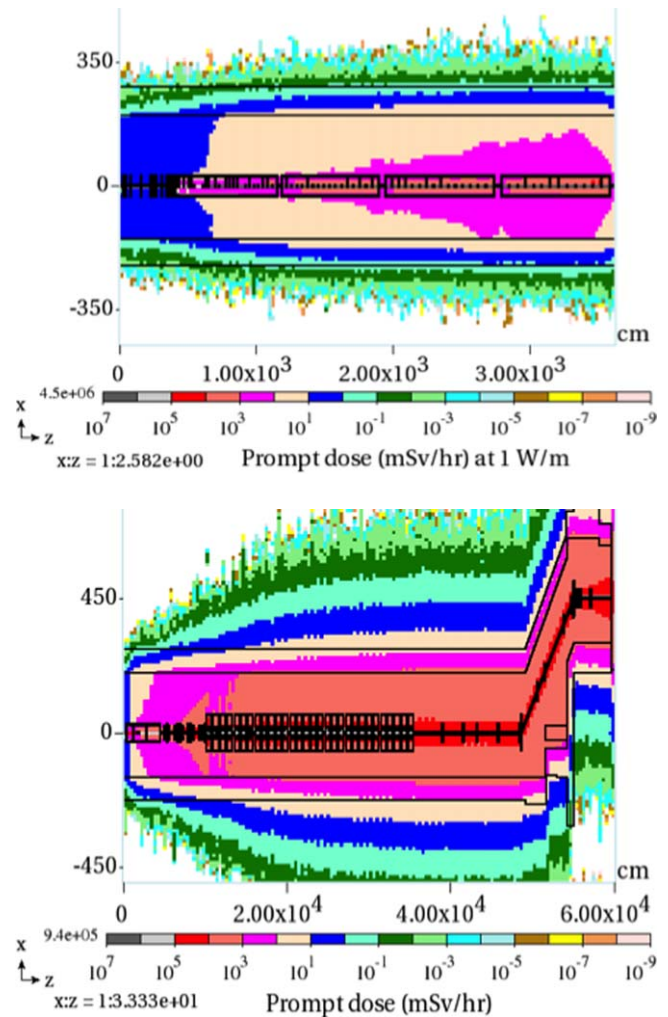 350
0
-350
cm
0 1.00x10³ 2.00x10³ 3.00x10³
4.5e+06
10⁷ 10⁵ 10³ 10¹ 10⁻¹ 10⁻³ 10⁻⁵ 10⁻⁷ 10⁻⁹
x
z
x:z = 1:2.582e+00 Prompt dose (mSv/hr) at 1 W/m
450
0
-450
cm
0 2.00x10⁴ 4.00x10⁴ 6.00x10⁴
9.4e+05
10⁷ 10⁵ 10³ 10¹ 10⁻¹ 10⁻³ 10⁻⁵ 10⁻⁷ 10⁻⁹
x
z
x:z = 1:3.333e+01 Prompt dose (mSv/hr)